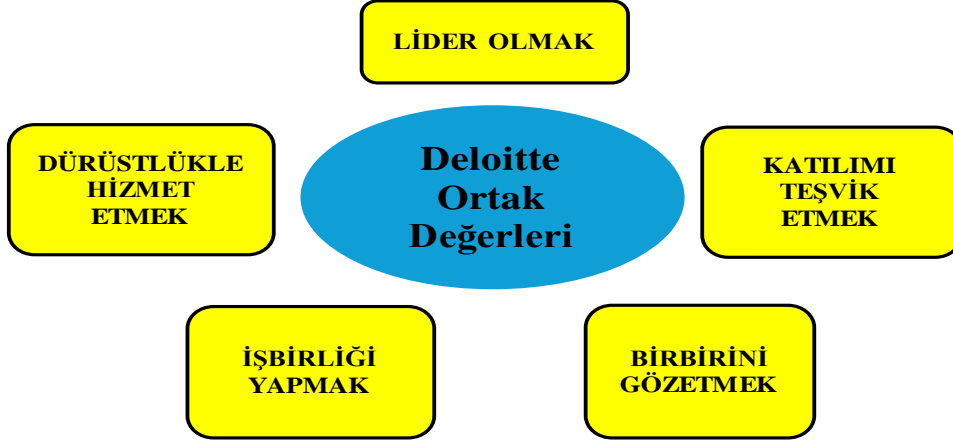 LİDER OLMAK
DÜRÜSTLÜKLE
HİZMET
ETMEK
Deloitte
Ortak
Değerleri
KATILIMI
TEŞVİK
ETMEK
İŞBİRLİĞİ
YAPMAK
BİRBİRİNİ
GÖZETMEK